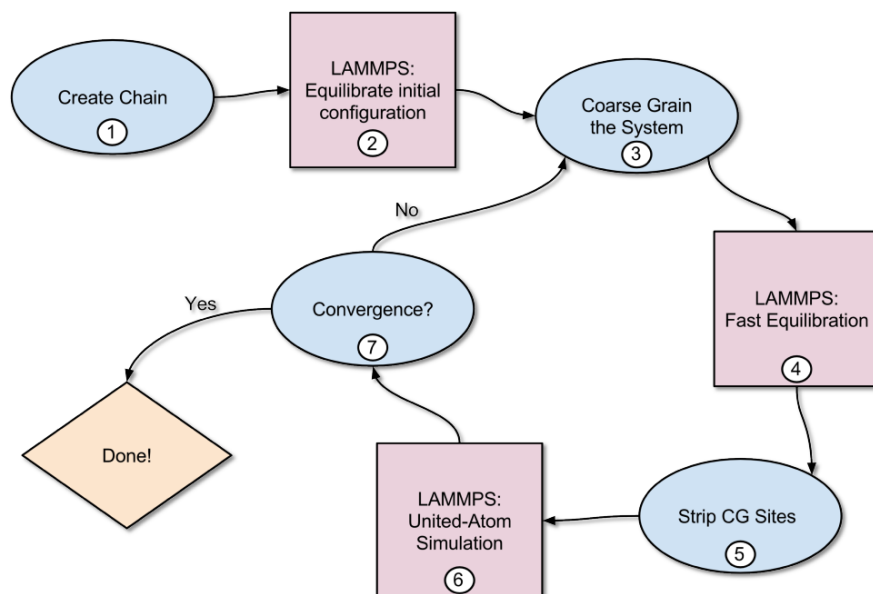 Create Chain
1
LAMMPS:
Equilibrate initial
configuration
2
Coarse Grain
the System
3
LAMMPS:
Fast Equilibration
4
Strip CG Sites
5
LAMMPS:
United-Atom
Simulation
6
Convergence?
7
No
Yes
Done!